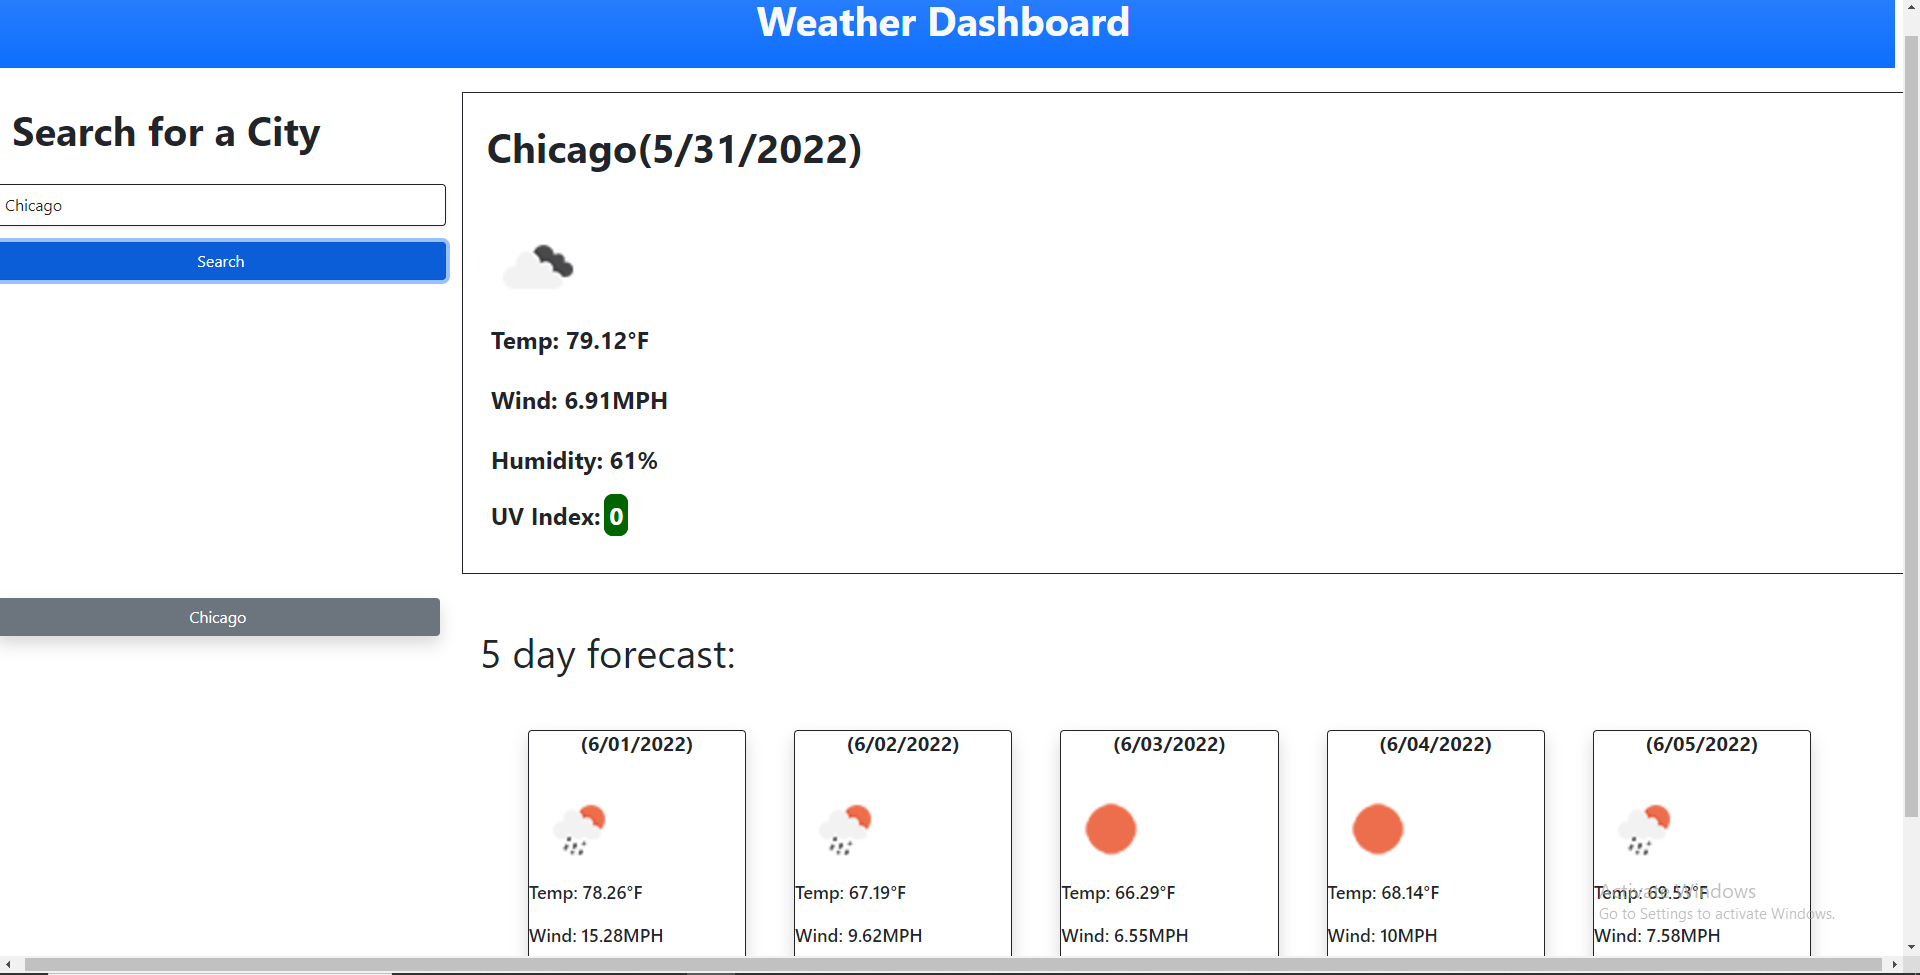 Weather Dashboard
Search for a City
Chicago
Search
Chicago
Chicago(5/31/2022)
Temp: 79.12°F
Wind: 6.91MPH
Humidity: 61%
UV Index: 0
5 day forecast:
(6/01/2022)
Temp: 78.26°F
Wind: 15.28MPH
(6/02/2022)
Temp: 67.19°F
Wind: 9.62MPH
(6/03/2022)
Temp: 66.29°F
Wind: 6.55MPH
(6/04/2022)
Temp: 68.14°F
Wind: 10MPH
(6/05/2022)
Temp: 69.53°F
Wind: 7.58MPH
Activate Windows
Go to Settings to activate Windows.